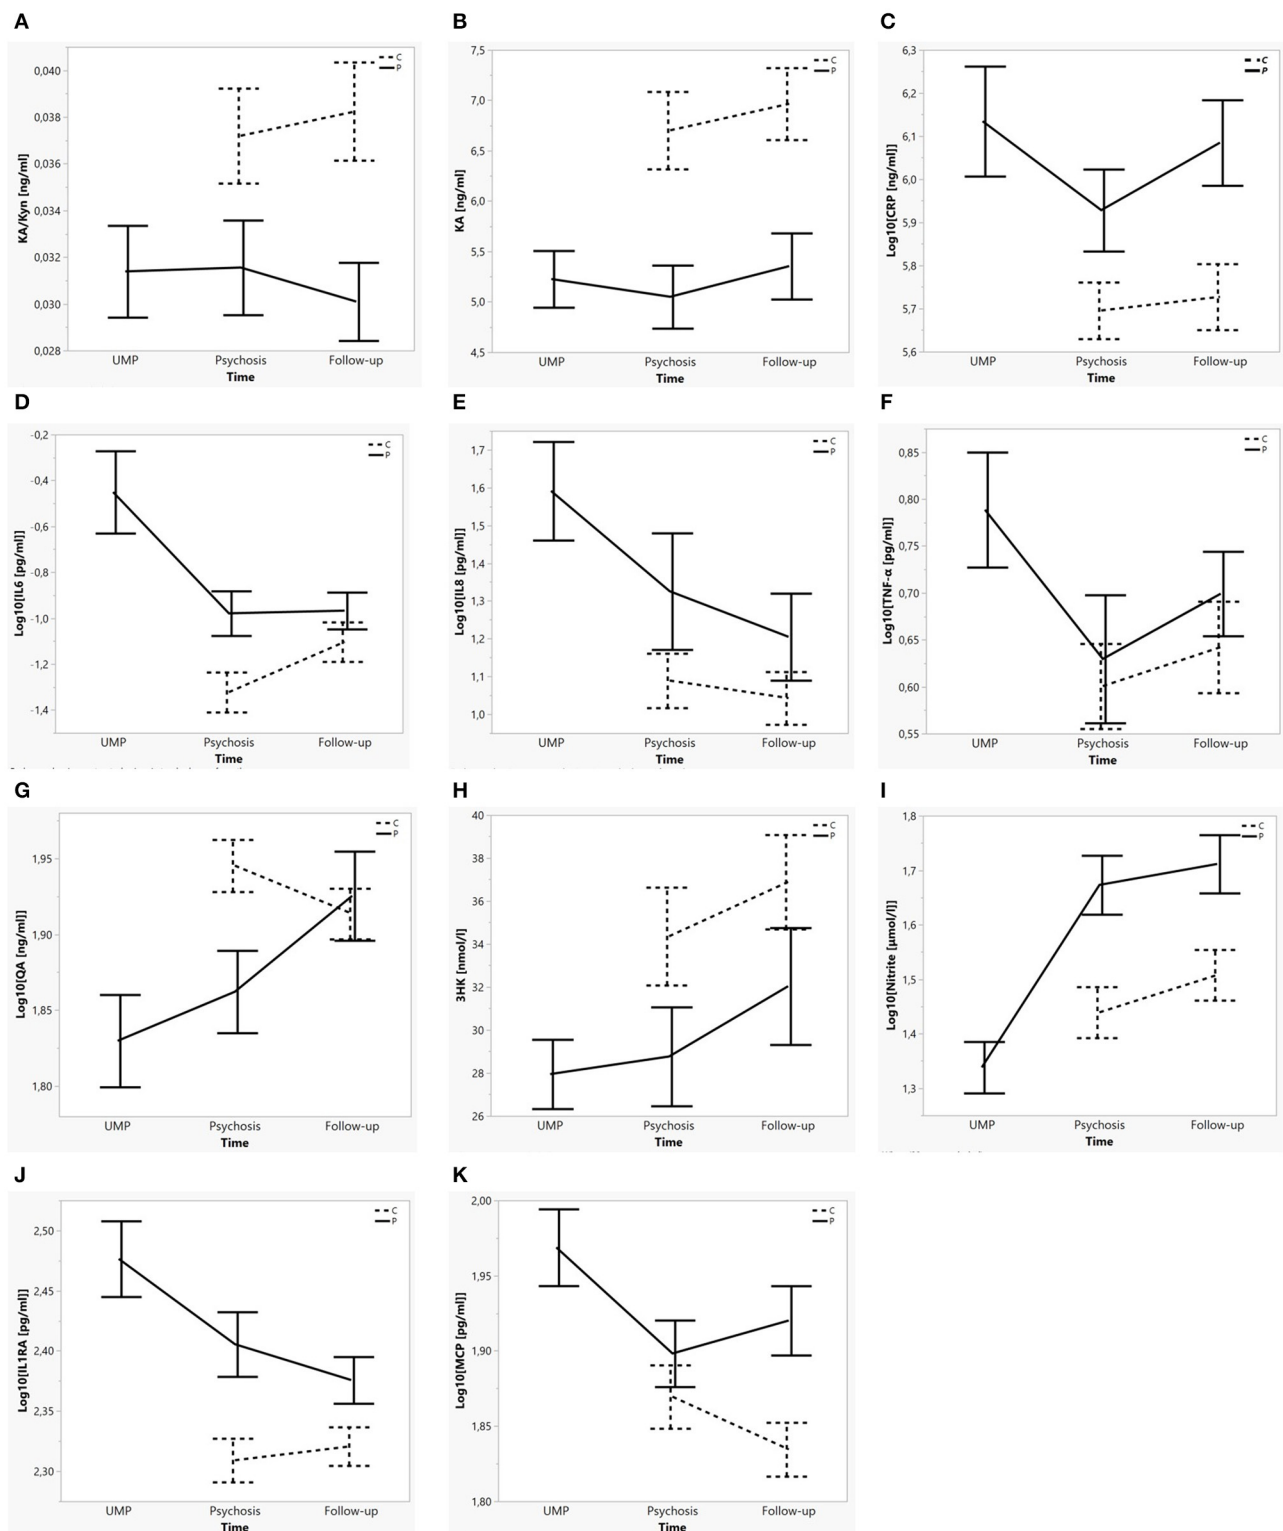 A
0,040
0,038
0,036
0,034
0,032
0,030
0,028
KA/Kyn [ng/ml]
C
P
UMP Psychosis Follow-up
Time
B
7,5
7,0
6,5
6,0
5,5
5,0
4,5
KA [ng/ml]
C
P
UMP Psychosis Follow-up
Time
C
6,3
6,2
6,1
6,0
5,9
5,8
5,7
5,6
Log10[CRP [ng/ml]]
C
P
UMP Psychosis Follow-up
Time
D
-0,2
-0,4
-0,6
-0,8
-1,0
-1,2
-1,4
Log10[IL6 [pg/ml]]
C
P
UMP Psychosis Follow-up
Time
E
1,7
1,6
1,5
1,4
1,3
1,2
1,1
1,0
Log10[IL8 [pg/ml]]
C
P
UMP Psychosis Follow-up
Time
F
0,85
0,80
0,75
0,70
0,65
0,60
0,55
Log10[TNF-α [pg/ml]]
C
P
UMP Psychosis Follow-up
Time
G
1,95
1,90
1,85
1,80
Log10[QA [ng/ml]]
C
P
UMP Psychosis Follow-up
Time
H
40
38
36
34
32
30
28
26
3HK [nmol/l]
C
P
UMP Psychosis Follow-up
Time
I
1,8
1,7
1,6
1,5
1,4
1,3
Log10[Nitrite [µmol/l]]
C
P
UMP Psychosis Follow-up
Time
J
2,50
2,45
2,40
2,35
2,30
Log10[IL1RA [pg/ml]]
C
P
UMP Psychosis Follow-up
Time
K
2,00
1,95
1,90
1,85
1,80
Log10[MCP [pg/ml]]
C
P
UMP Psychosis Follow-up
Time